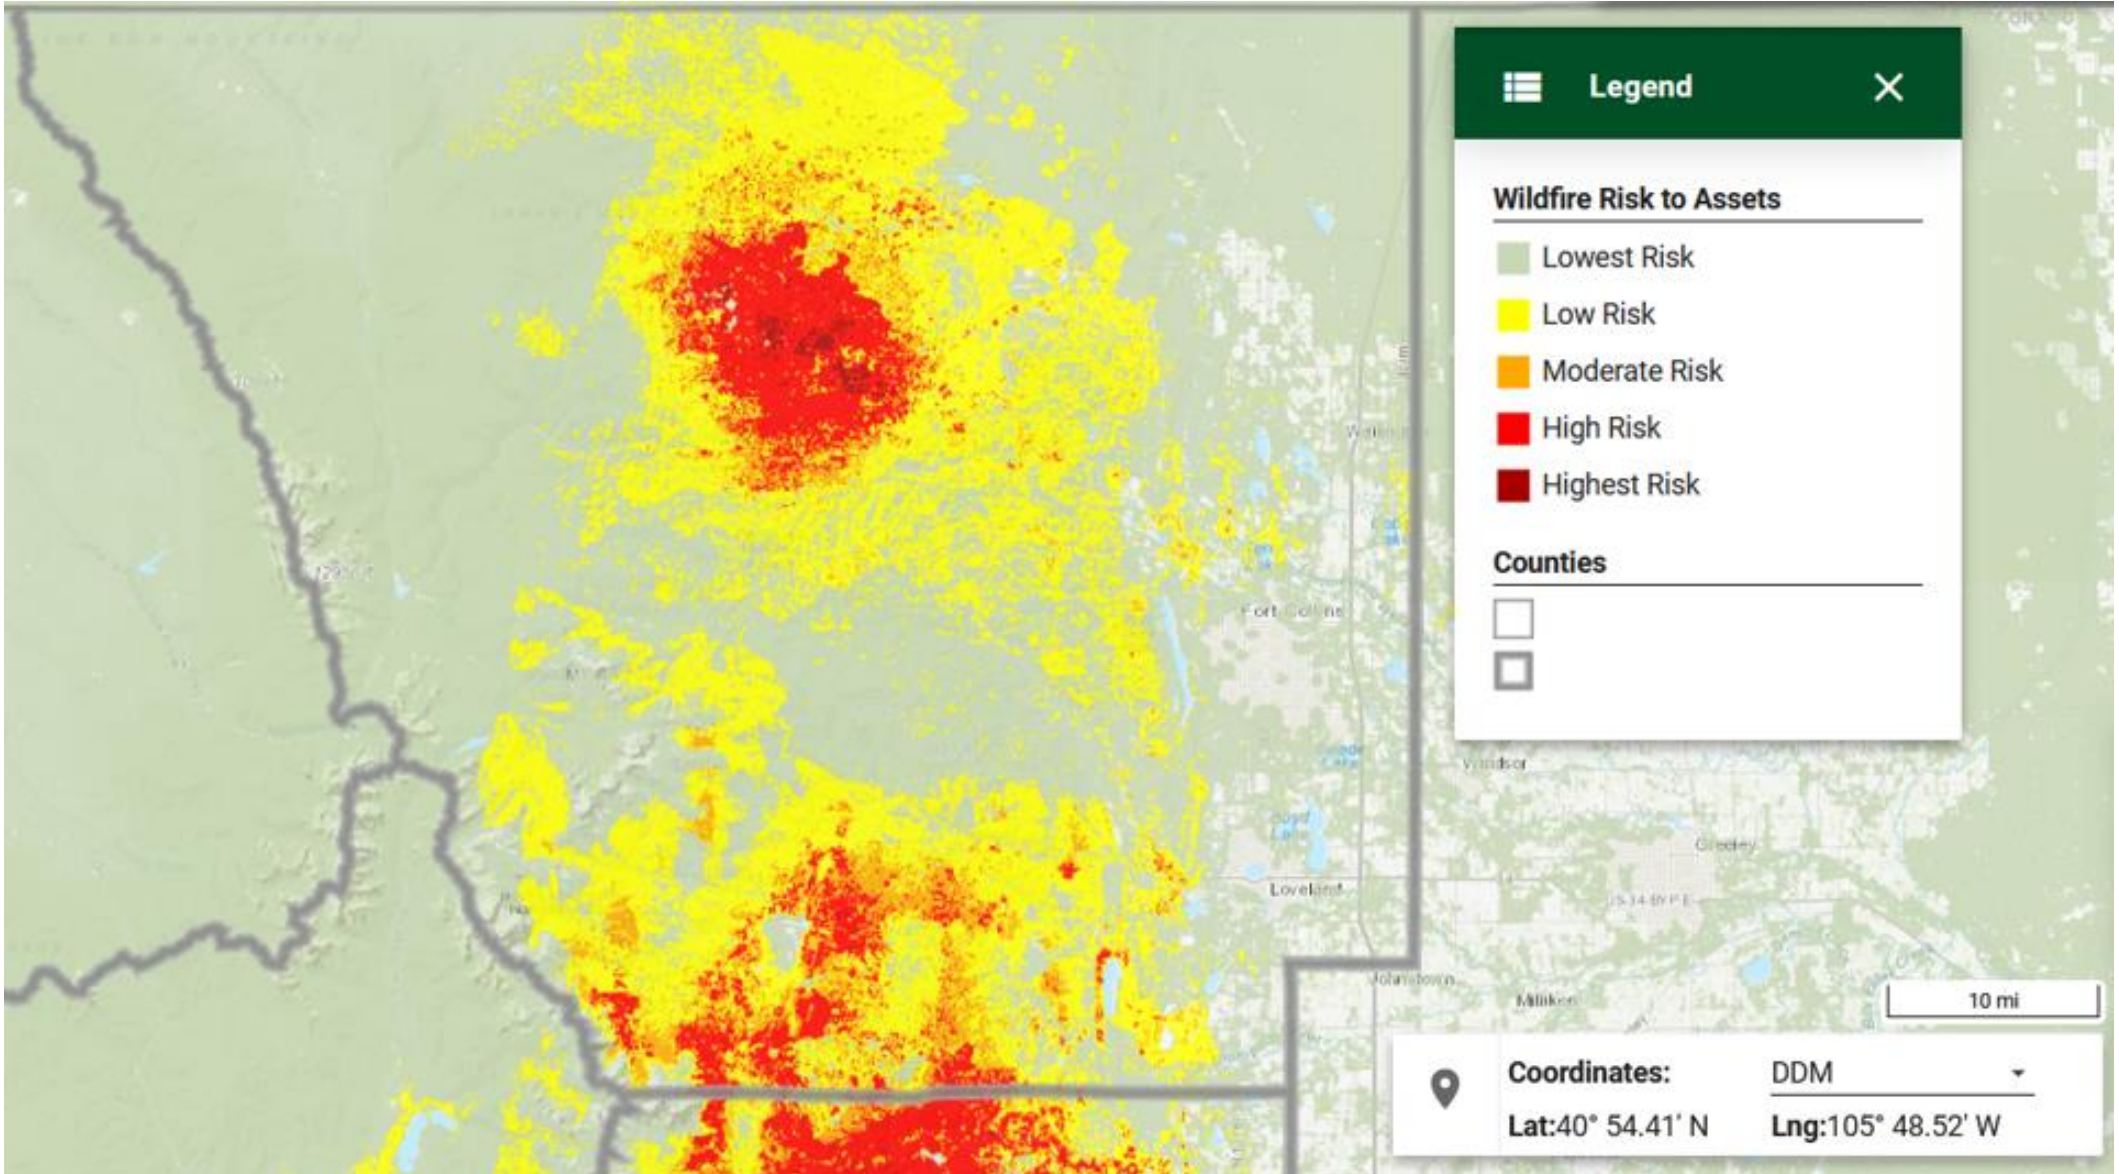 Legend
Wildfire Risk to Assets
Lowest Risk
Low Risk
Moderate Risk
High Risk
Highest Risk
Counties
Fort Collins
Windsor
Greeley
Loveland
Johnstown
Milliken
10 mi
Coordinates:
DDM
Lat:40° 54.41' N
Lng:105° 48.52' W